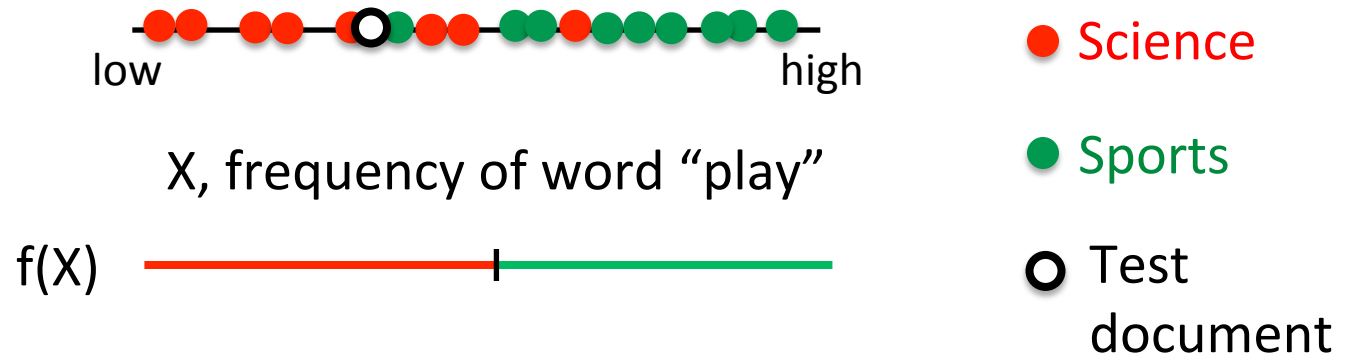 low
high
X, frequency of word “play”
f(X)
Science
Sports
Test
document